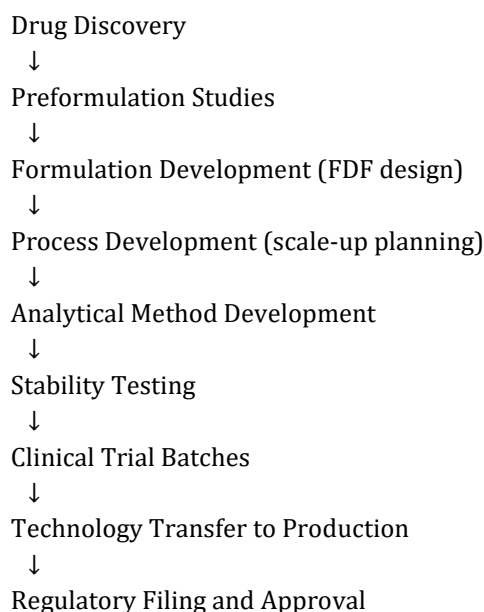 Drug Discovery
↓
Preformulation Studies
↓
Formulation Development (FDF design)
↓
Process Development (scale-up planning)
↓
Analytical Method Development
↓
Stability Testing
↓
Clinical Trial Batches
↓
Technology Transfer to Production
↓
Regulatory Filing and Approval